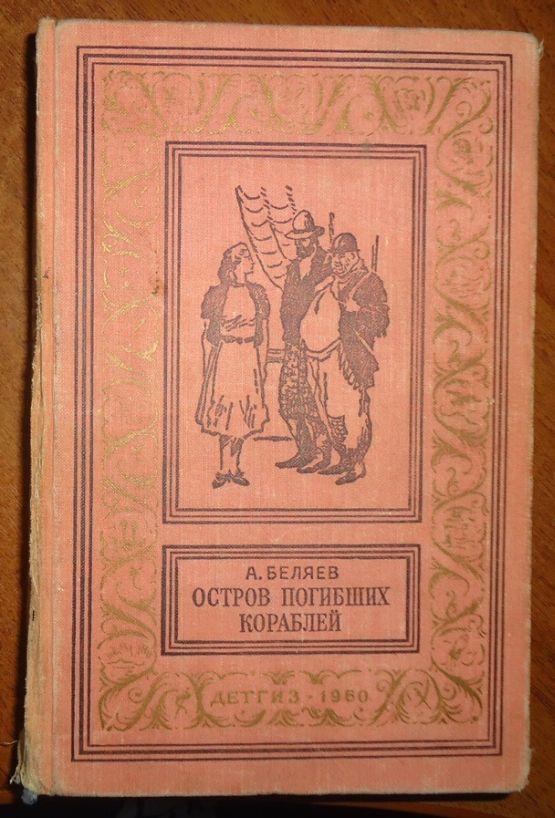 А. БЕЛЯЕВ
ОСТРОВ ПОГИБШИХ
КОРАБЛЕЙ
ДЕТГИЗ - 1960